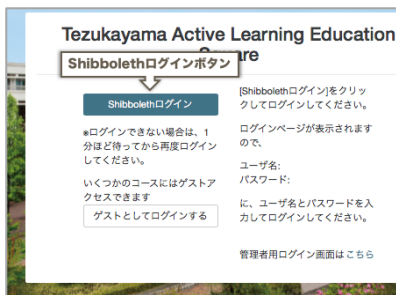 Tezukayama Active Learning Education
Square
Shibbolethログインボタン
Shibbolethログイン
※ログインできない場合は、1
分ほど待ってから再度ログイン
してください。
いくつかのコースにはゲストア
クセスできます
ゲストとしてログインする
[Shibbolethログイン]をクリッ
クしてログインしてください。
ログインページが表示されます
ので、
ユーザ名:
パスワード:
に、ユーザ名とパスワードを入
力してログインしてください。
管理者用ログイン画面はこちら